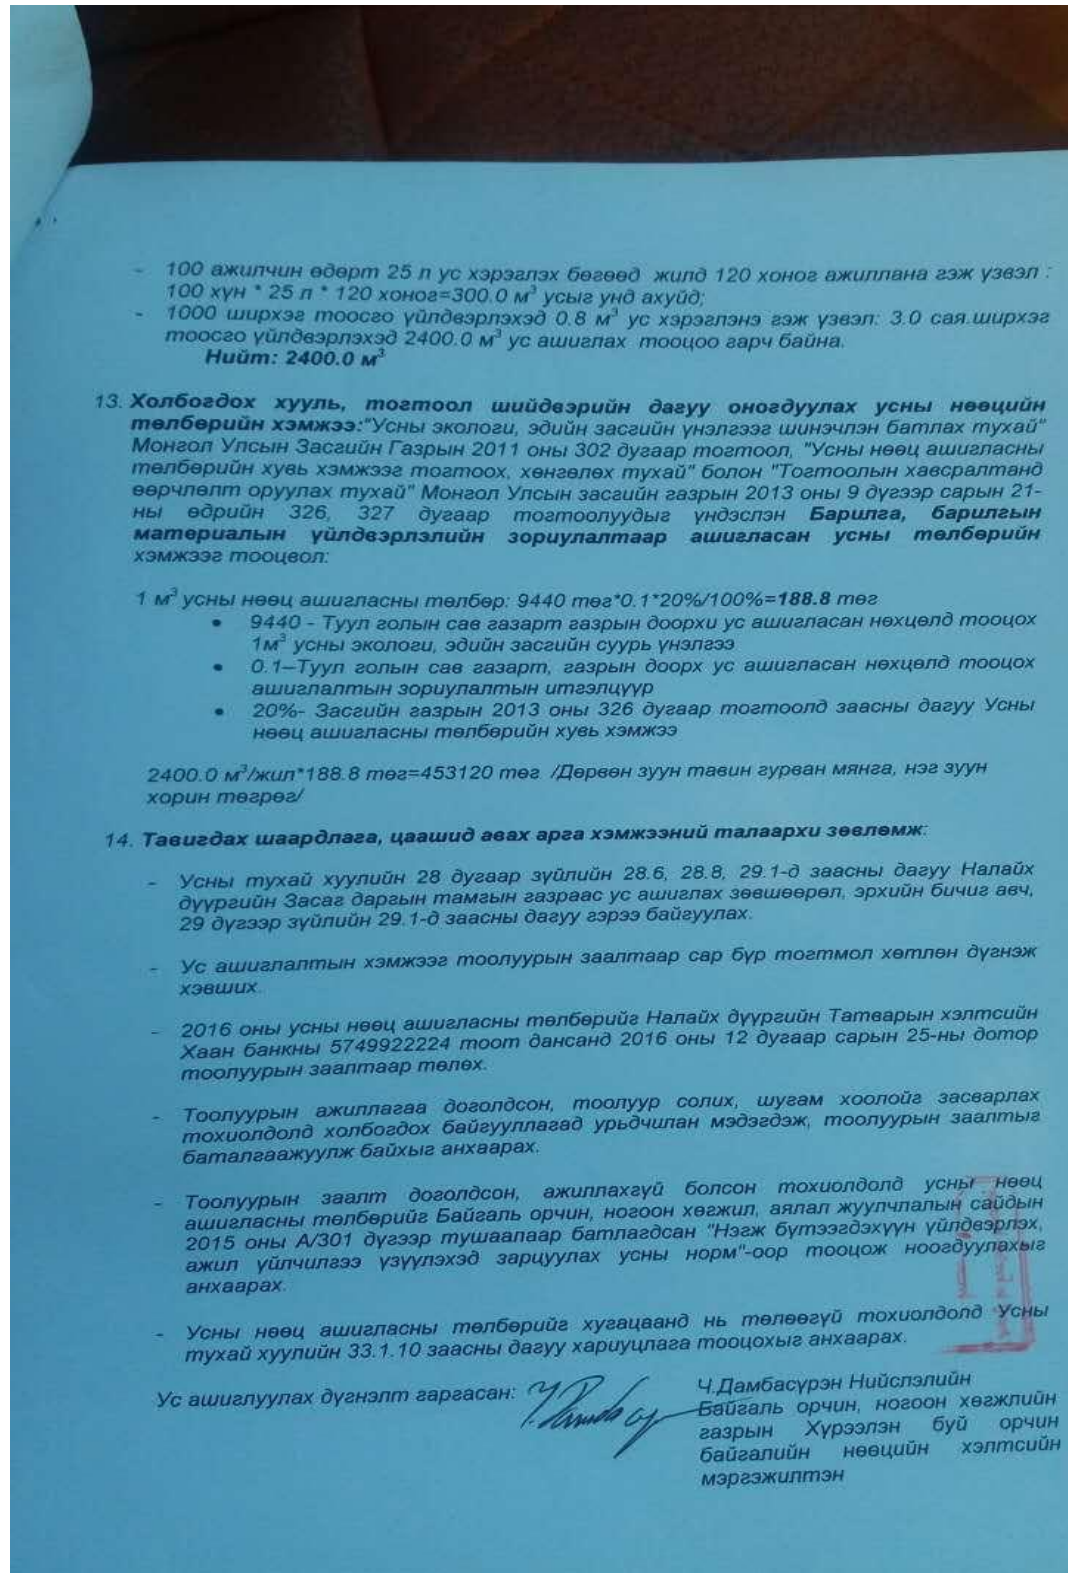 - 100 ажилчин өдөрт 25 л ус хэрэглэх бөгөөд жилд 120 хоног ажиллана гэж үзвэл :
100 хүн * 25 л * 120 хоног=300.0 м³ усыг унд ахуйд;
- 1000 ширхэг тоосго үйлдвэрлэхэд 0.8 м³ ус хэрэглэнэ гэж үзвэл: 3.0 сая.ширхэг
тоосго үйлдвэрлэхэд 2400.0 м³ ус ашиглах тооцоо гарч байна.
Нийт: 2400.0 м³
13. Холбогдох хууль, тогтоол шийдвэрийн дагуу оногдуулах усны нөөцийн
төлбөрийн хэмжээ:"Усны экологи, эдийн засгийн үнэлгээг шинэчлэн батлах тухай"
Монгол Улсын Засгийн Газрын 2011 оны 302 дугаар тогтоол, "Усны нөөц ашигласны
төлбөрийн хувь хэмжээг тогтоох, хөнгөлөх тухай" болон "Тогтоолын хавсралтанд
өөрчлөлт оруулах тухай" Монгол Улсын засгийн газрын 2013 оны 9 дүгээр сарын 21-
ны өдрийн 326, 327 дугаар тогтоолуудыг үндэслэн Барилга, барилгын
материалын үйлдвэрлэлийн зориулалтаар ашигласан усны төлбөрийн
хэмжээг тооцвол:
1 м³ усны нөөц ашигласны төлбөр: 9440 төг*0.1*20%/100%=188.8 төг
• 9440 - Туул голын сав газарт газрын доорхи ус ашигласан нөхцөлд тооцох
1м³ усны экологи, эдийн засгийн суурь үнэлгээ
• 0.1–Туул голын сав газарт, газрын доорх ус ашигласан нөхцөлд тооцох
ашиглалтын зориулалтын итгэлцүүр
• 20%- Засгийн газрын 2013 оны 326 дугаар тогтоолд заасны дагуу Усны
нөөц ашигласны төлбөрийн хувь хэмжээ
2400.0 м³/жил*188.8 төг=453120 төг /Дөрвөн зуун тавин гурван мянга, нэг зуун
хорин төгрөг/
14. Тавигдах шаардлага, цаашид авах арга хэмжээний талаархи зөвлөмж:
- Усны тухай хуулийн 28 дугаар зүйлийн 28.6, 28.8, 29.1-д заасны дагуу Налайх
дүүргийн Засаг даргын тамгын газраас ус ашиглах зөвшөөрөл, эрхийн бичиг авч,
29 дүгээр зүйлийн 29.1-д заасны дагуу гэрээ байгуулах.
- Ус ашиглалтын хэмжээг тоолуурын заалтаар сар бүр тогтмол хөтлөн дүгнэж
хэвших.
- 2016 оны усны нөөц ашигласны төлбөрийг Налайх дүүргийн Татварын хэлтсийн
Хаан банкны 5749922224 тоот дансанд 2016 оны 12 дугаар сарын 25-ны дотор
тоолуурын заалтаар төлөх.
- Тоолуурын ажиллагаа доголдсон, тоолуур солих, шугам хоолойг засварлах
тохиолдолд холбогдох байгууллагад урьдчилан мэдэгдэж, тоолуурын заалтыг
баталгаажуулж байхыг анхаарах.
- Тоолуурын заалт доголдсон, ажиллахгүй болсон тохиолдолд усны нөөц
ашигласны төлбөрийг Байгаль орчин, ногоон хөгжил, аялал жуулчлалын сайдын
2015 оны А/301 дүгээр тушаалаар батлагдсан "Нэгж бүтээгдэхүүн үйлдвэрлэх,
ажил үйлчилгээ үзүүлэхэд зарцуулах усны норм"-оор тооцож ноогдуулахыг
анхаарах.
- Усны нөөц ашигласны төлбөрийг хугацаанд нь төлөөгүй тохиолдолд Усны
тухай хуулийн 33.1.10 заасны дагуу хариуцлага тооцохыг анхаарах.
Ус ашиглуулах дүгнэлт гаргасан:
Ч.Дамбасүрэн Нийслэлийн
Байгаль орчин, ногоон хөгжлийн
газрын Хүрээлэн буй орчин
байгалийн нөөцийн хэлтсийн
мэргэжилтэн